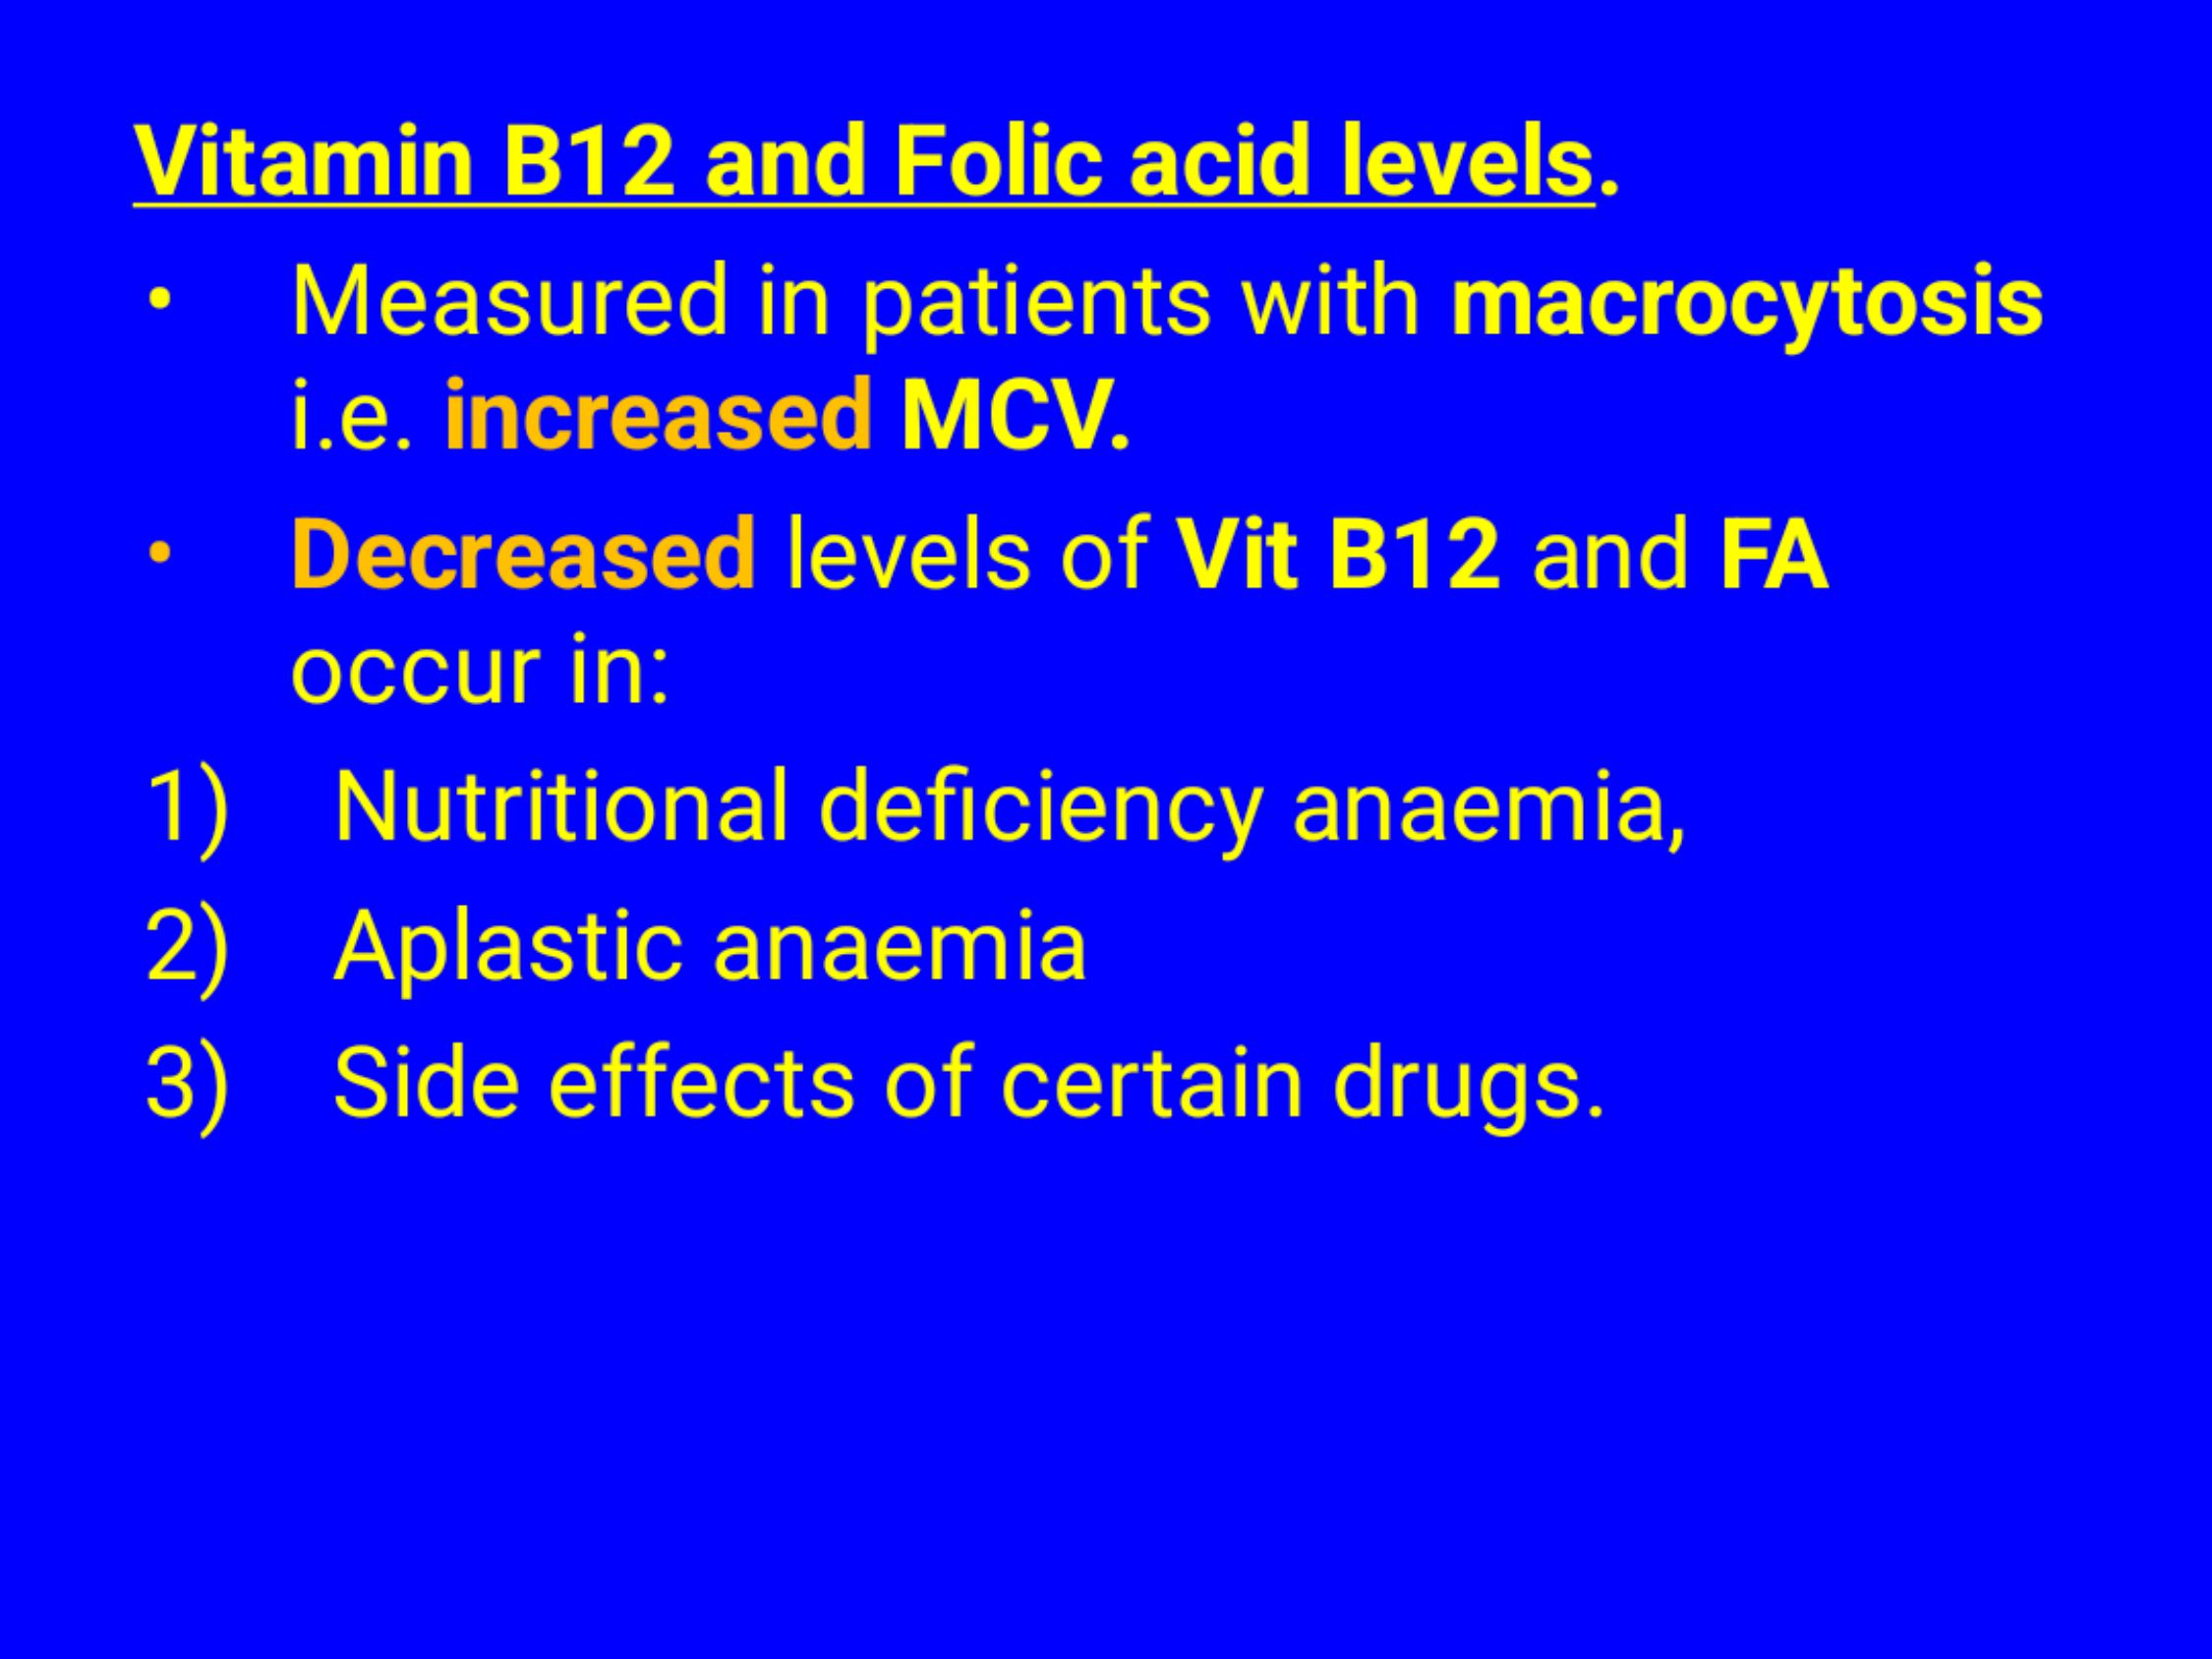 Vitamin B12 and Folic acid levels.
• Measured in patients with macrocytosis
i.e. increased MCV.
• Decreased levels of Vit B12 and FA
occur in:
1) Nutritional deficiency anaemia,
2) Aplastic anaemia
3) Side effects of certain drugs.